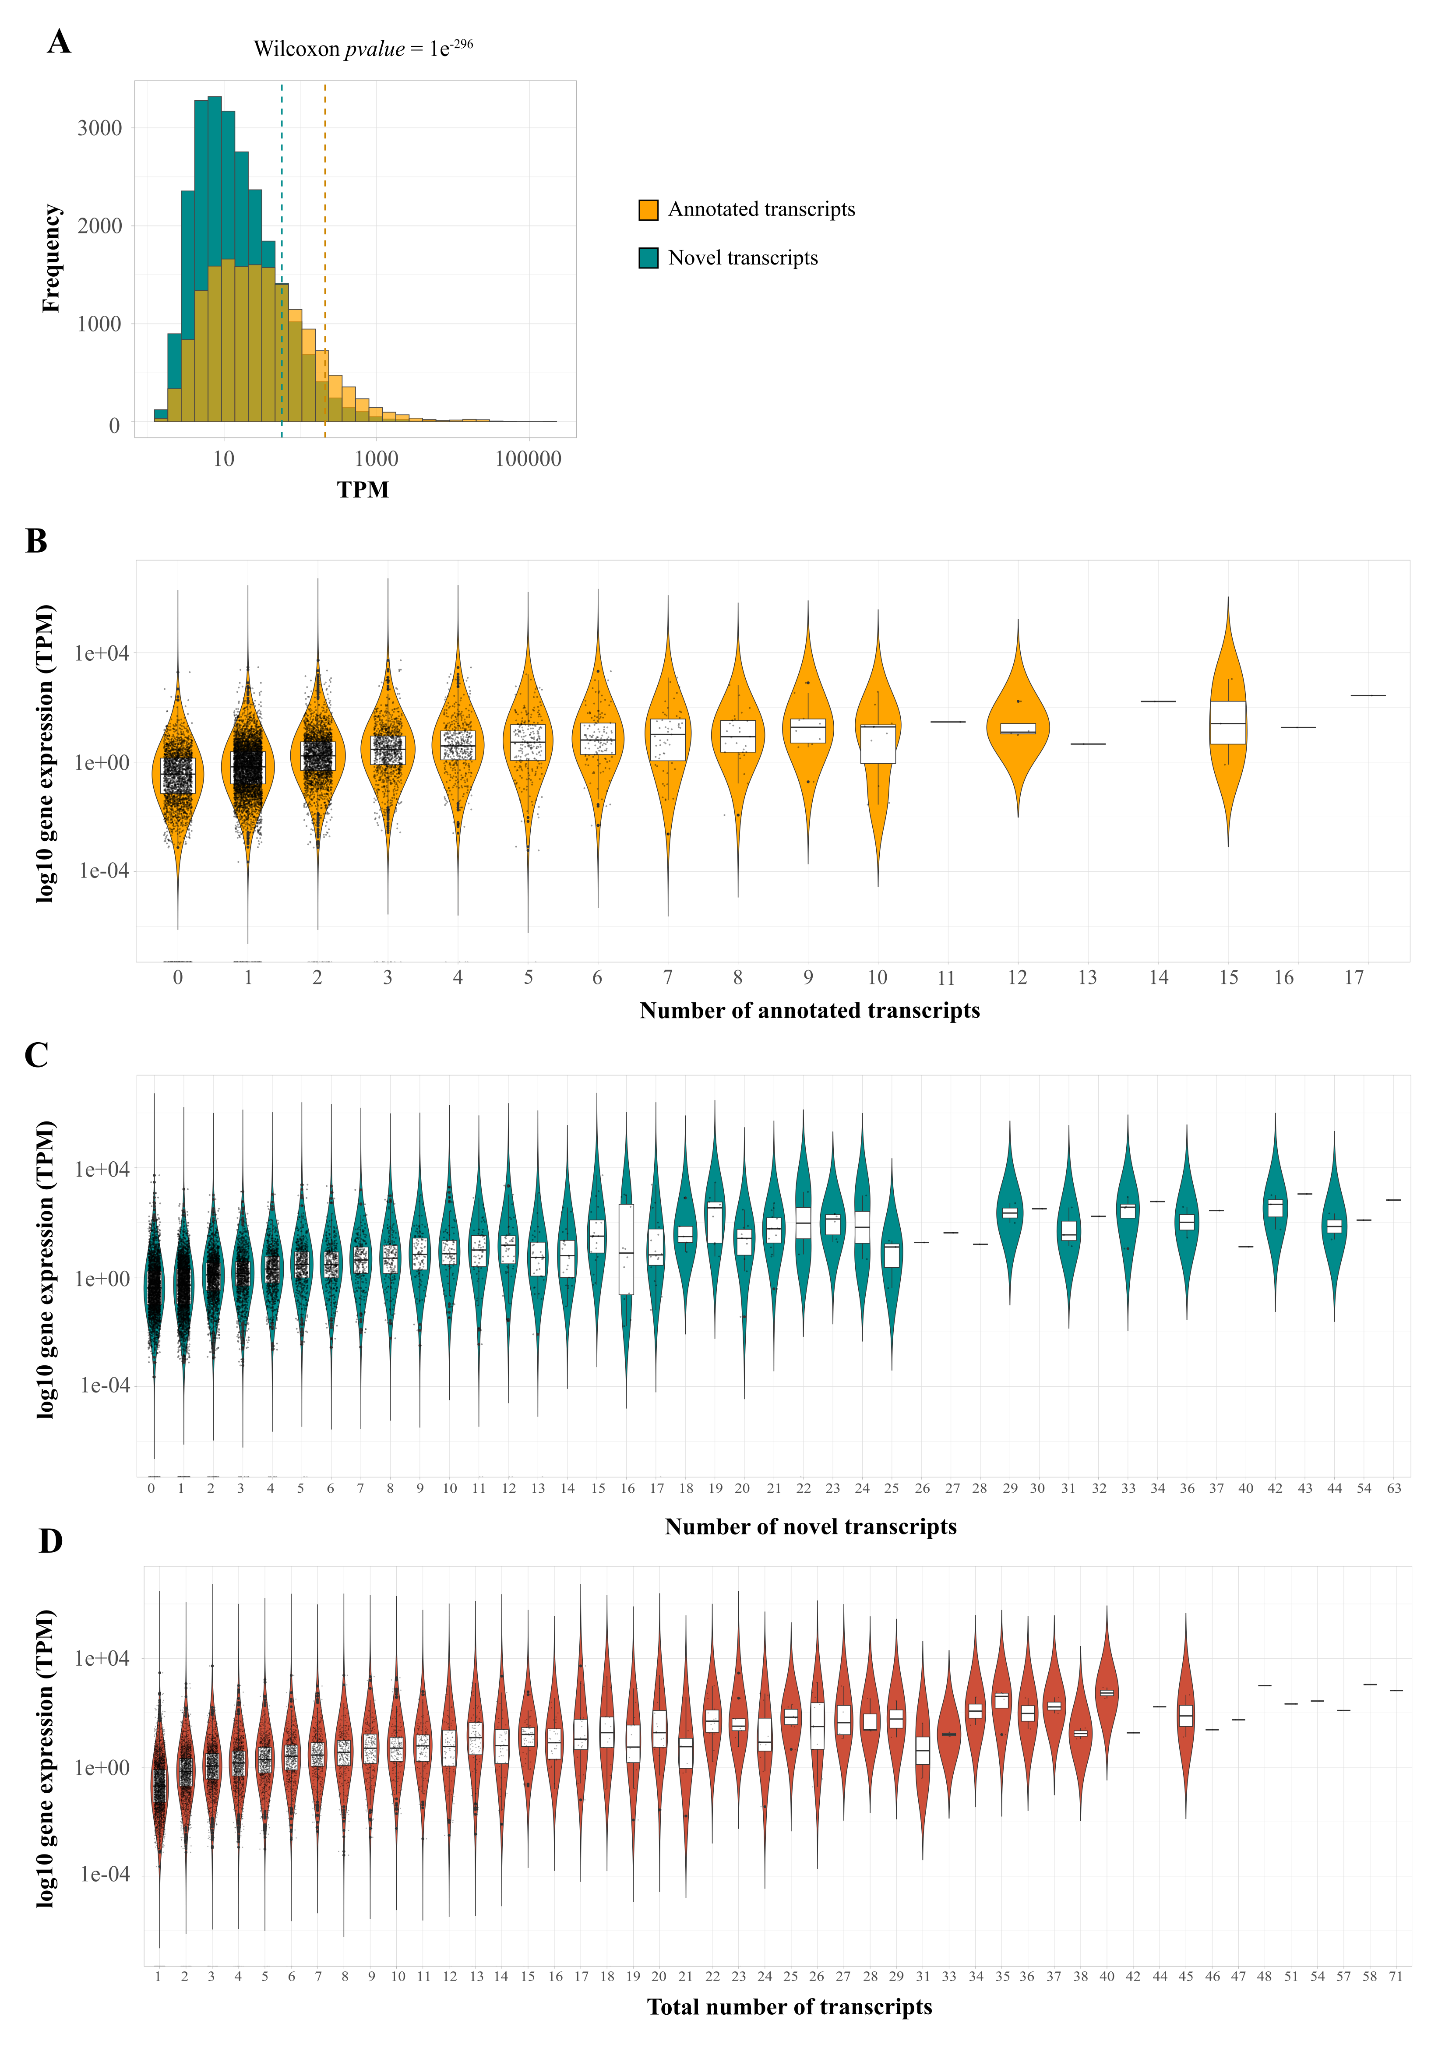 A
Wilcoxon pvalue = 1e-296
3000
2000
1000
0
Frequency
10 1000 100000
TPM
Annotated transcripts
Novel transcripts
B
log10 gene expression (TPM)
1e+04
1e+00
1e-04
0 1 2 3 4 5 6 7 8 9 10 11 12 13 14 15 16 17
Number of annotated transcripts
C
log10 gene expression (TPM)
1e+04
1e+00
1e-04
0 1 2 3 4 5 6 7 8 9 10 11 12 13 14 15 16 17 18 19 20 21 22 23 24 25 26 27 28 29 30 31 32 33 34 36 37 40 42 43 44 54 63
Number of novel transcripts
D
log10 gene expression (TPM)
1e+04
1e+00
1e-04
1 2 3 4 5 6 7 8 9 10 11 12 13 14 15 16 17 18 19 20 21 22 23 24 25 26 27 28 29 31 33 34 35 36 37 38 40 42 44 45 46 47 48 51 54 57 58 71
Total number of transcripts